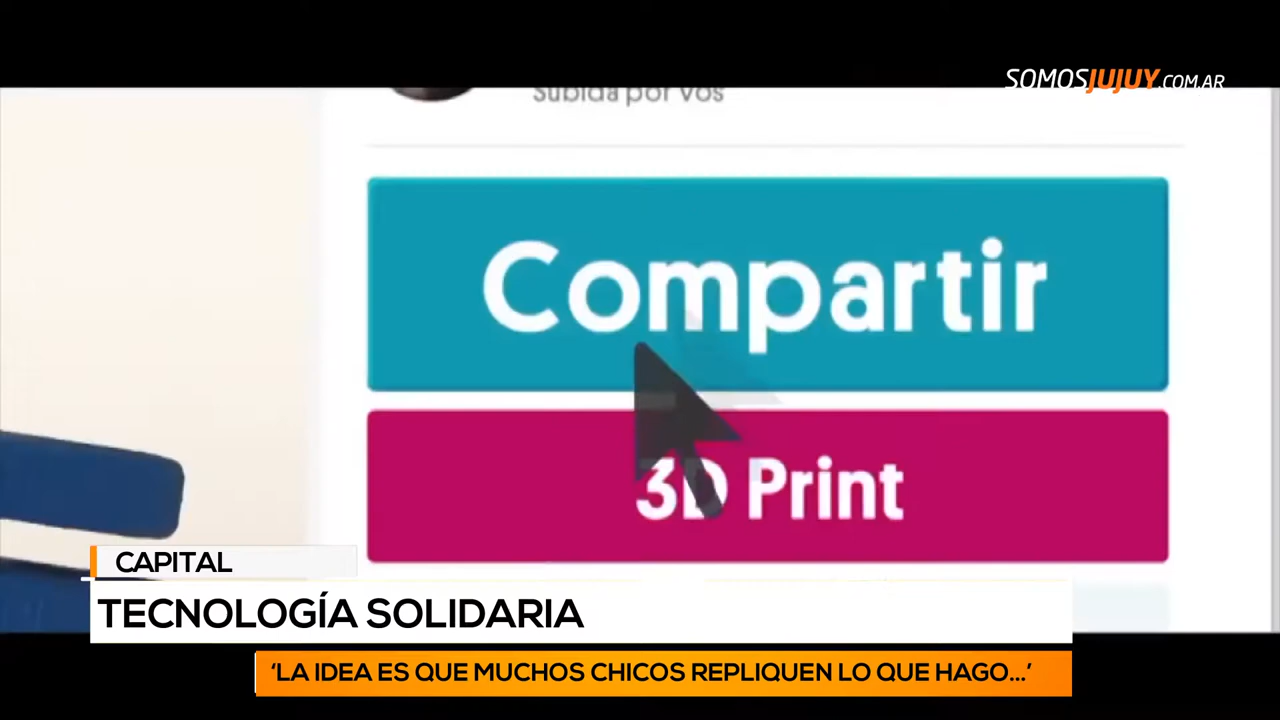 SOMOSJUJUY.COM.AR
Subida por vos
Compartir
3D Print
CAPITAL
TECNOLOGÍA SOLIDARIA
‘LA IDEA ES QUE MUCHOS CHICOS REPLIQUEN LO QUE HAGO...’